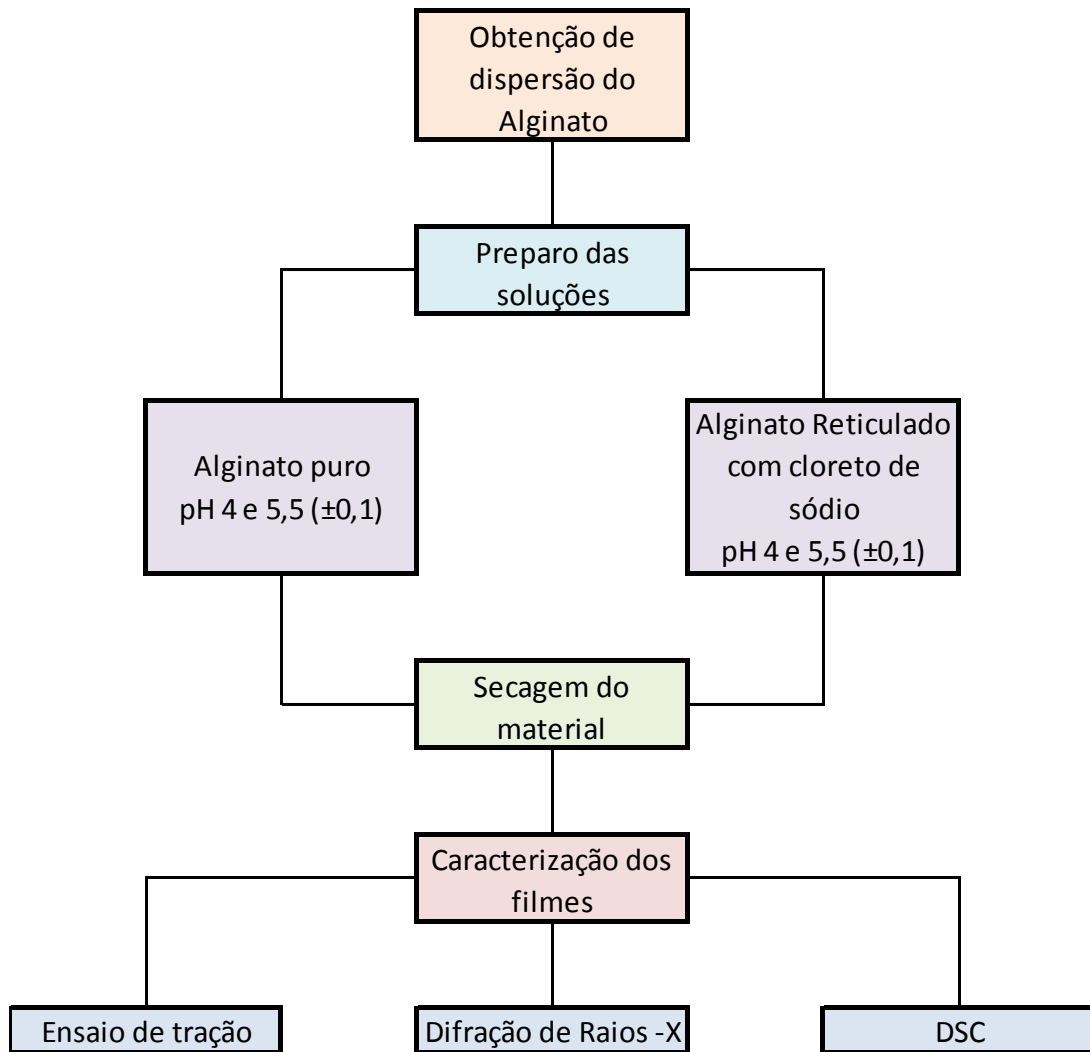 Obtenção de
dispersão do
Alginato
Preparo das
soluções
Alginato puro
pH 4 e 5,5 (±0,1)
Alginato Reticulado
com cloreto de
sódio
pH 4 e 5,5 (±0,1)
Secagem do
material
Caracterização dos
filmes
Ensaio de tração
Difração de Raios -X
DSC